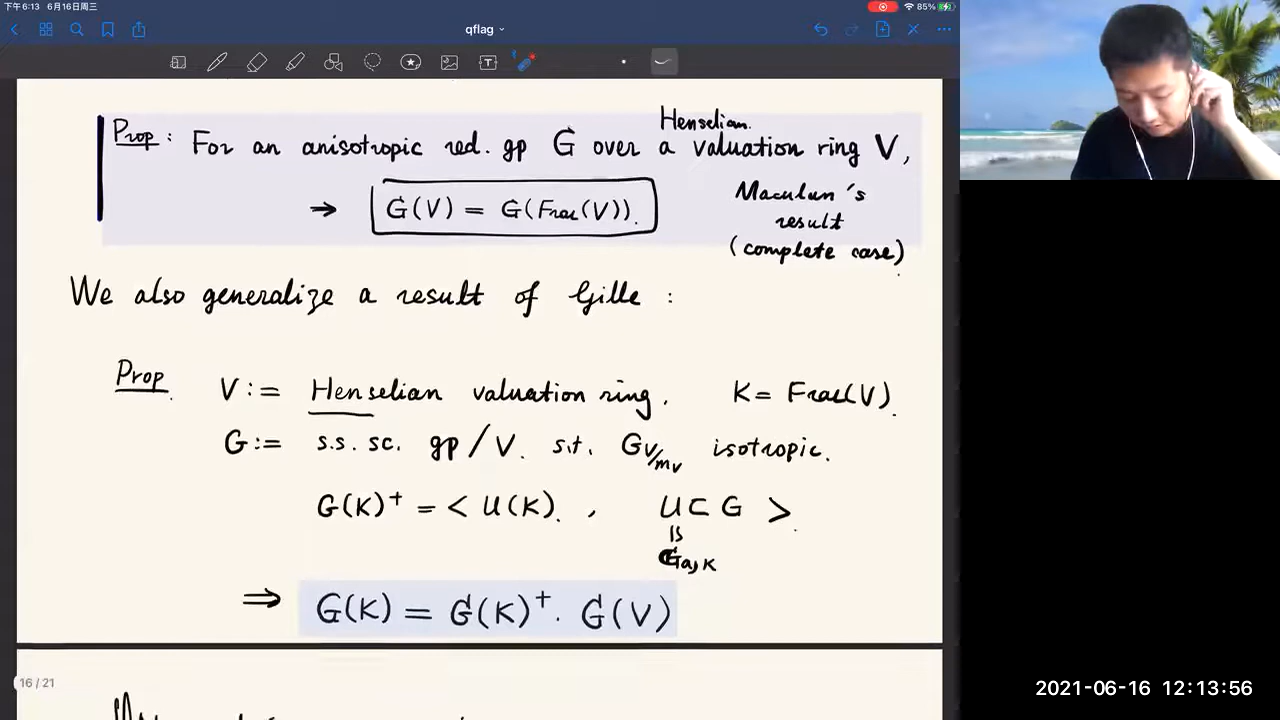 下午6:13 6月16日周三
85%
qflag
Henselian.
Prop: For an anisotropic red. gp G over a valuation ring V,
→ G(V) = G(Frac(V)).
Maculan's
result
(complete case)
We also generalize a result of Gille :
Prop. V := Henselian valuation ring. K = Frac(V).
G := s.s. sc. gp / V. s.t. G_{V/m_V} isotropic.
G(K)⁺ = < U(K). , U ⊂ G >
≅
G_{a,K}
⇒ G(K) = G(K)⁺ · G(V)
16 / 21
2021-06-16 12:13:56